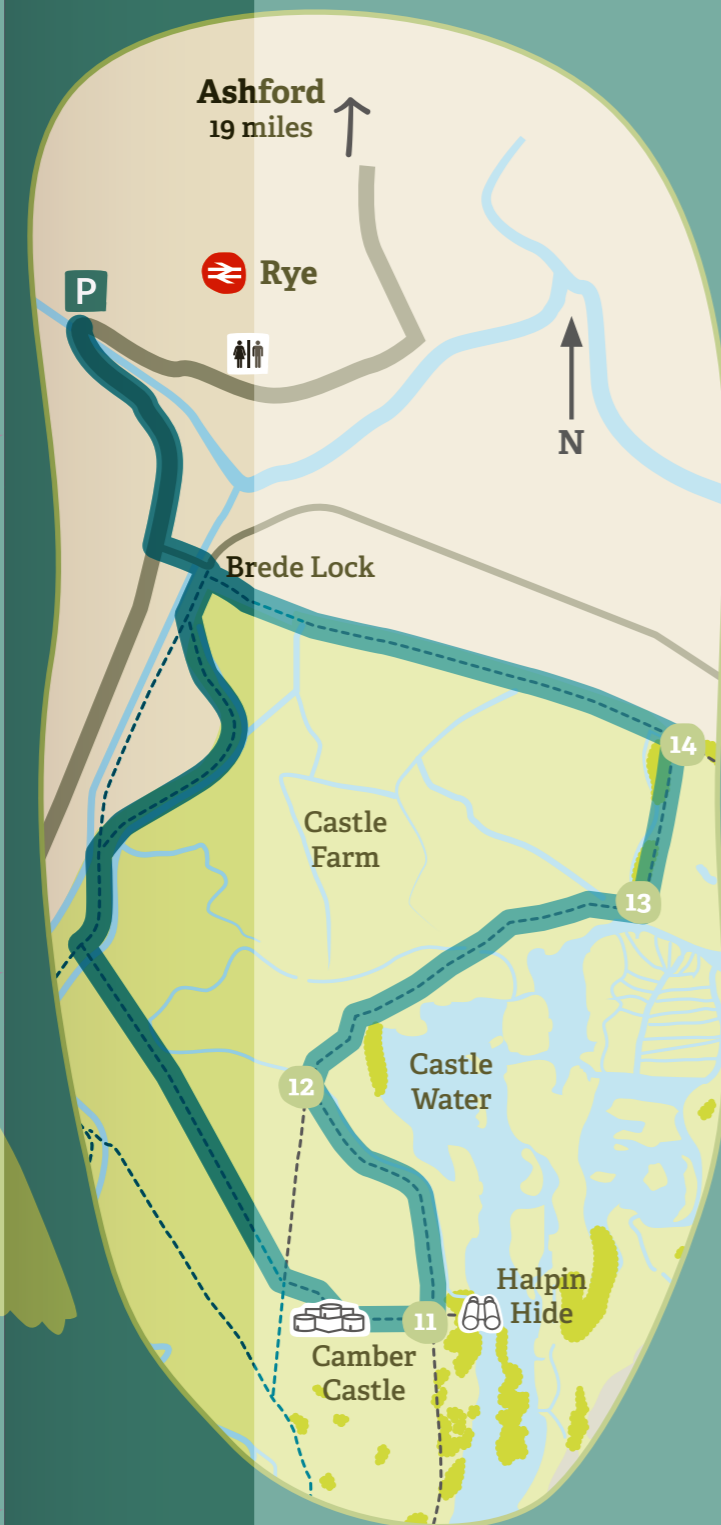 Ashford
19 miles
P
Rye
N
Brede Lock
14
Castle
Farm
13
Castle
Water
12
Halpin
Hide
11
Camber
Castle